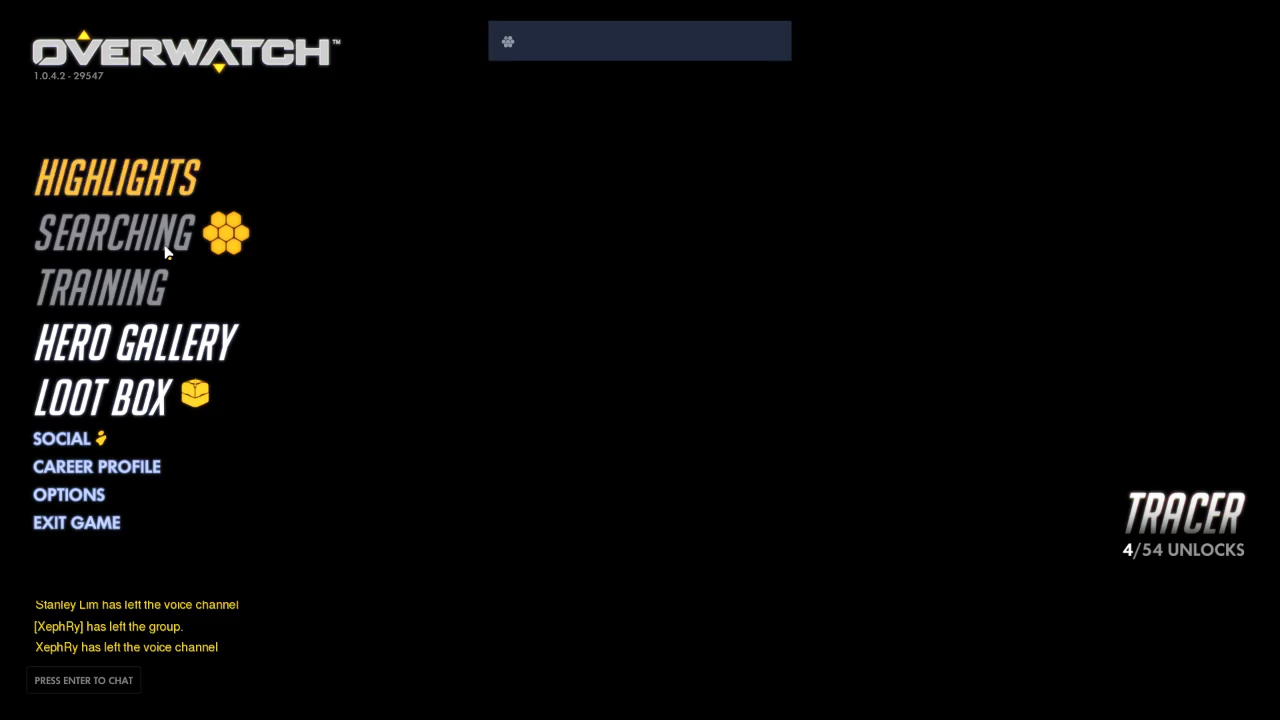 OVERWATCH™
1.0.4.2 - 29547
HIGHLIGHTS
SEARCHING
TRAINING
HERO GALLERY
LOOT BOX
SOCIAL
CAREER PROFILE
OPTIONS
EXIT GAME
TRACER
4/54 UNLOCKS
Stanley Lim has left the voice channel
[XephRy] has left the group.
XephRy has left the voice channel
PRESS ENTER TO CHAT